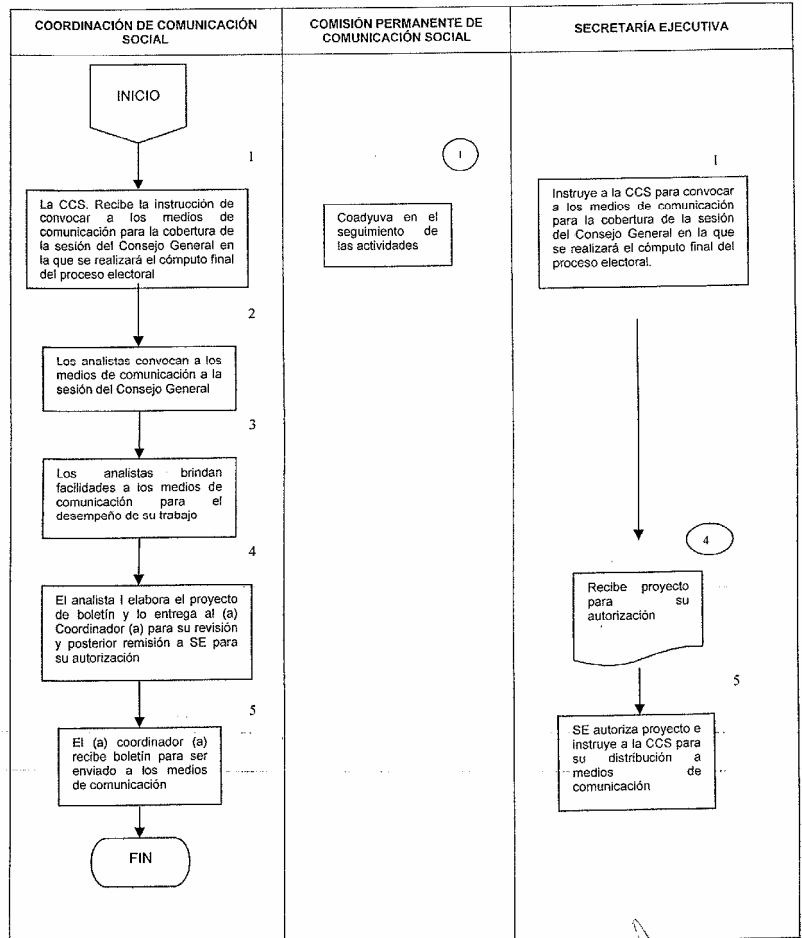 COORDINACIÓN DE COMUNICACIÓN
SOCIAL
COMISIÓN PERMANENTE DE
COMUNICACIÓN SOCIAL
SECRETARÍA EJECUTIVA
INICIO
1
La CCS. Recibe la instrucción de
convocar a los medios de
comunicación para la cobertura de
la sesión del Consejo General en
la que se realizará el cómputo final
del proceso electoral
2
Los analistas convocan a los
medios de comunicación a la
sesión del Consejo General
3
Los analistas brindan
facilidades a los medios de
comunicación para el
desempeño de su trabajo
4
El analista I elabora el proyecto
de boletín y lo entrega al (a)
Coordinador (a) para su revisión
y posterior remisión a SE para
su autorización
5
El (a) coordinador (a)
recibe boletín para ser
enviado a los medios
de comunicación
FIN
1
Coadyuva en el
seguimiento de
las actividades
1
Instruye a la CCS para convocar
a los medios de comunicación
para la cobertura de la sesión
del Consejo General en la que
se realizará el cómputo final del
proceso electoral.
4
Recibe proyecto
para su
autorización
5
SE autoriza proyecto e
instruye a la CCS para
su distribución a
medios de
comunicación